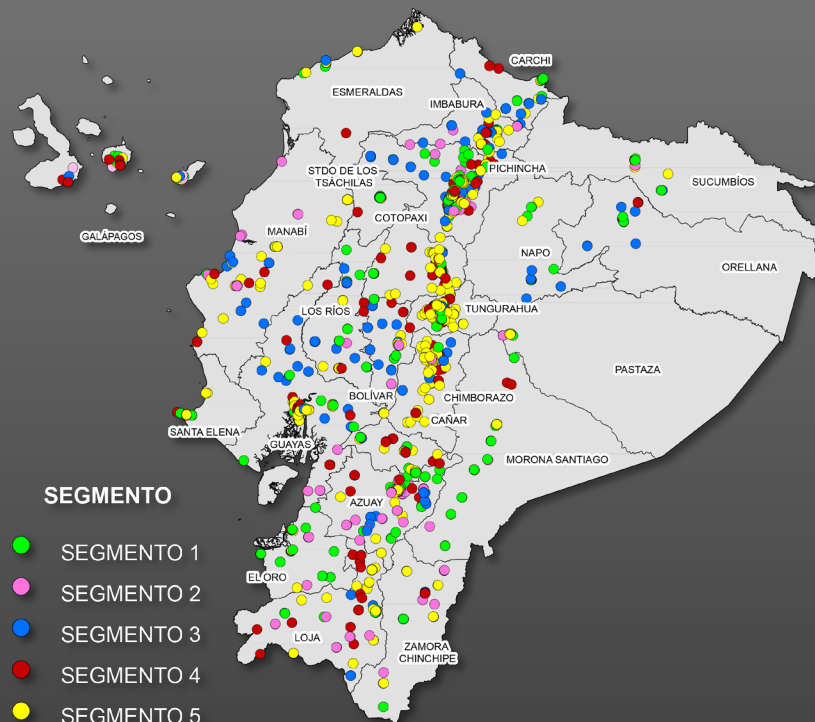 CARCHI
ESMERALDAS
IMBABURA
PICHINCHA
STDO DE LOS
TSÁCHILAS
SUCUMBÍOS
COTOPAXI
MANABÍ
GALÁPAGOS
NAPO
ORELLANA
LOS RÍOS
TUNGURAHUA
PASTAZA
BOLÍVAR
CHIMBORAZO
SANTA ELENA
CAÑAR
GUAYAS
MORONA SANTIAGO
AZUAY
EL ORO
LOJA
ZAMORA
CHINCHIPE
SEGMENTO
SEGMENTO 1
SEGMENTO 2
SEGMENTO 3
SEGMENTO 4
SEGMENTO 5